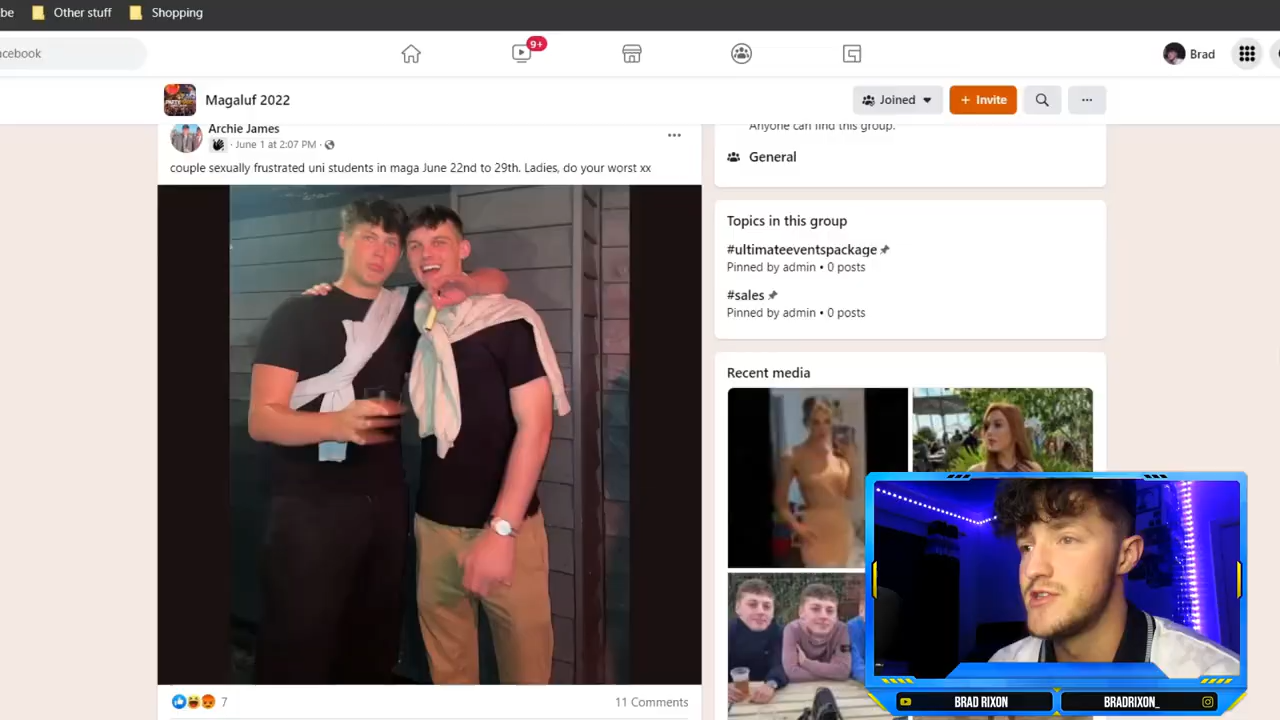 be
Other stuff
Shopping
acebook
9+
Brad
Magaluf 2022
Joined
+ Invite
Archie James
June 1 at 2:07 PM ·
couple sexually frustrated uni students in maga June 22nd to 29th. Ladies, do your worst xx
7
11 Comments
Anyone can find this group.
General
Topics in this group
#ultimateeventspackage
Pinned by admin • 0 posts
#sales
Pinned by admin • 0 posts
Recent media
BRAD RIXON
BRADRIXON_